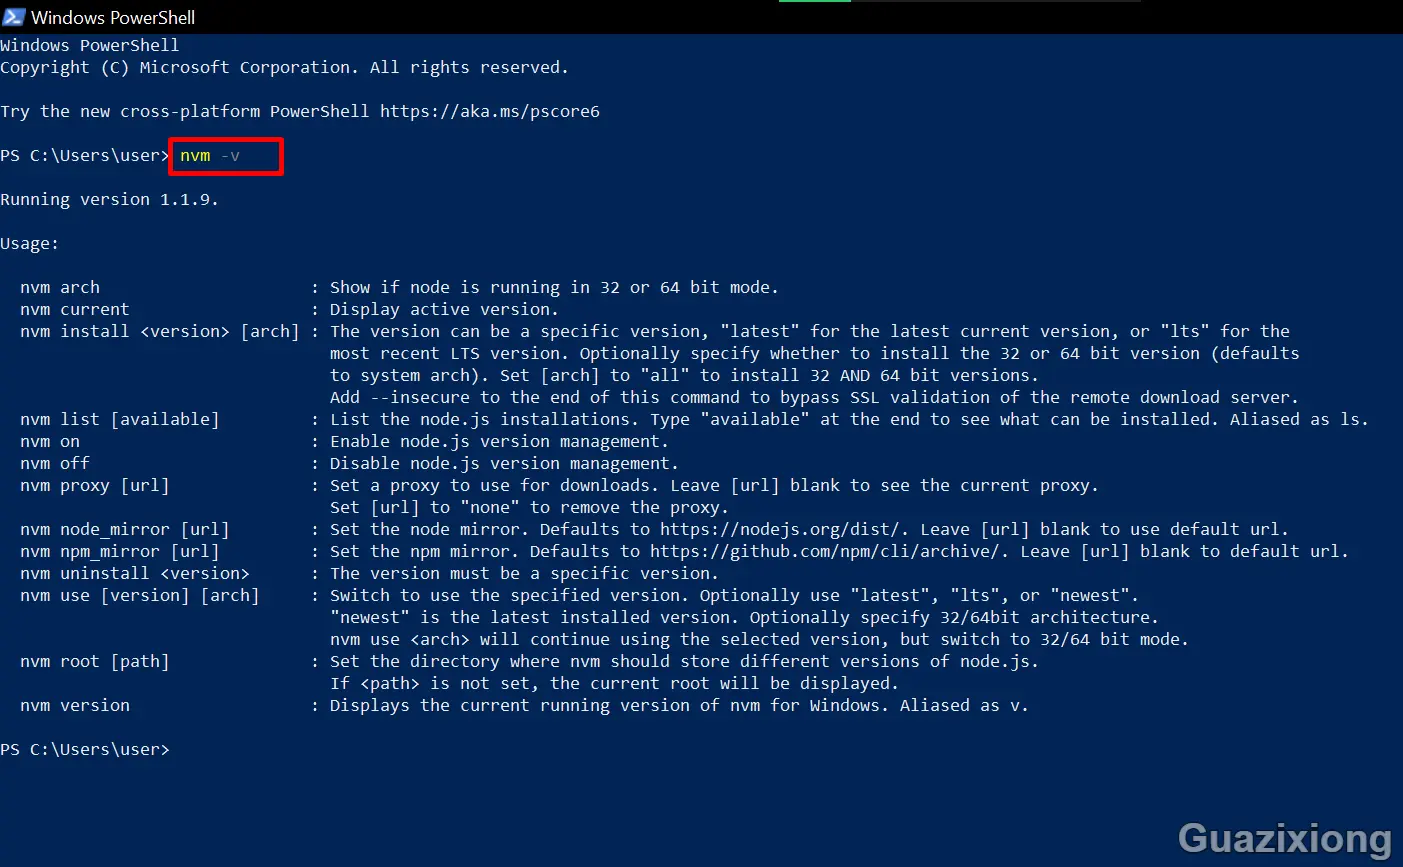 Windows PowerShell
Windows PowerShell
Copyright (C) Microsoft Corporation. All rights reserved.
Try the new cross-platform PowerShell https://aka.ms/pscore6
PS C:\Users\user> nvm -v
Running version 1.1.9.
Usage:
nvm arch : Show if node is running in 32 or 64 bit mode.
nvm current : Display active version.
nvm install <version> [arch] : The version can be a specific version, "latest" for the latest current version, or "lts" for the
most recent LTS version. Optionally specify whether to install the 32 or 64 bit version (defaults
to system arch). Set [arch] to "all" to install 32 AND 64 bit versions.
Add --insecure to the end of this command to bypass SSL validation of the remote download server.
nvm list [available] : List the node.js installations. Type "available" at the end to see what can be installed. Aliased as ls.
nvm on : Enable node.js version management.
nvm off : Disable node.js version management.
nvm proxy [url] : Set a proxy to use for downloads. Leave [url] blank to see the current proxy.
Set [url] to "none" to remove the proxy.
nvm node_mirror [url] : Set the node mirror. Defaults to https://nodejs.org/dist/. Leave [url] blank to use default url.
nvm npm_mirror [url] : Set the npm mirror. Defaults to https://github.com/npm/cli/archive/. Leave [url] blank to default url.
nvm uninstall <version> : The version must be a specific version.
nvm use [version] [arch] : Switch to use the specified version. Optionally use "latest", "lts", or "newest".
"newest" is the latest installed version. Optionally specify 32/64bit architecture.
nvm use <arch> will continue using the selected version, but switch to 32/64 bit mode.
nvm root [path] : Set the directory where nvm should store different versions of node.js.
If <path> is not set, the current root will be displayed.
nvm version : Displays the current running version of nvm for Windows. Aliased as v.
PS C:\Users\user>
Guazixiong